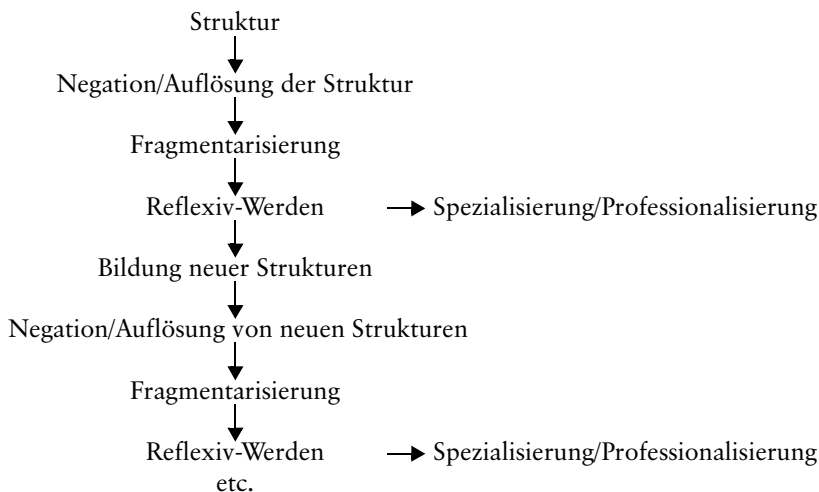 Struktur
Negation/Auflösung der Struktur
Fragmentarisierung
Reflexiv-Werden Spezialisierung/Professionalisierung
Bildung neuer Strukturen
Negation/Auflösung von neuen Strukturen
Fragmentarisierung
Reflexiv-Werden Spezialisierung/Professionalisierung
etc.